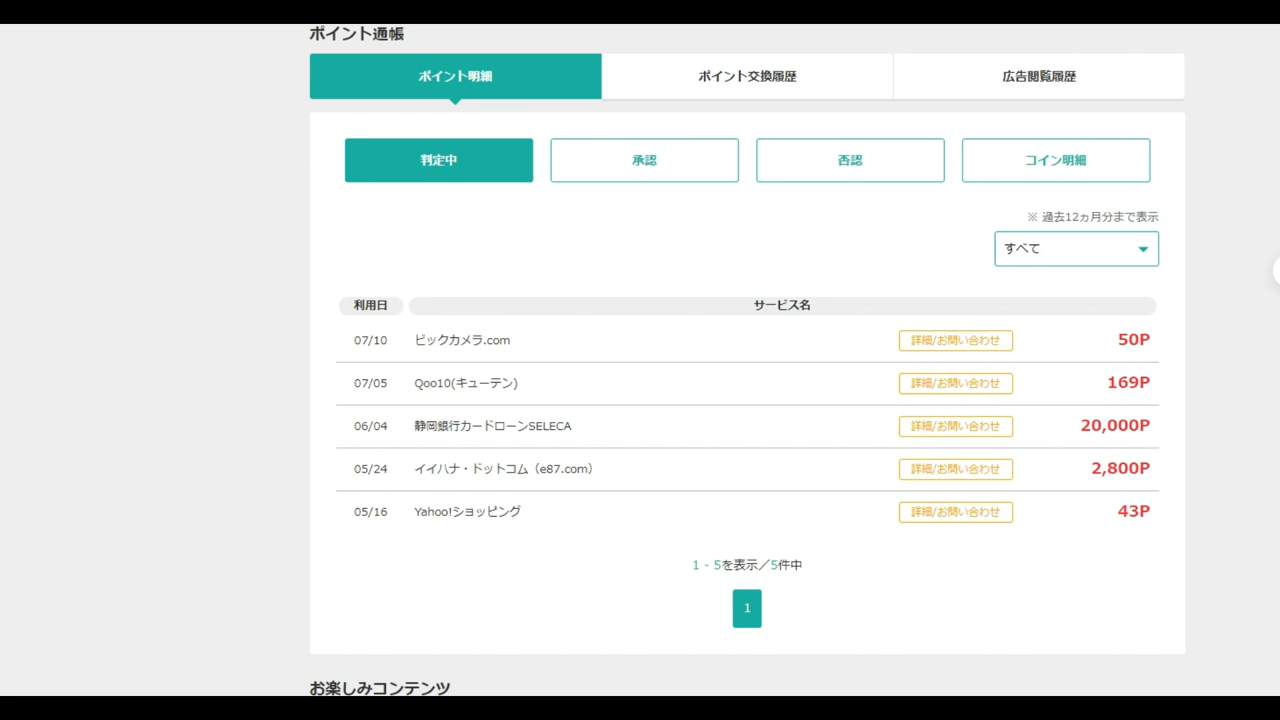 ポイント通帳
ポイント明細 ポイント交換履歴 広告閲覧履歴
判定中 承認 否認 コイン明細
※ 過去12ヵ月分まで表示
すべて
利用日 サービス名
07/10 ビックカメラ.com 詳細/お問い合わせ 50P
07/05 Qoo10(キューテン) 詳細/お問い合わせ 169P
06/04 静岡銀行カードローンSELECA 詳細/お問い合わせ 20,000P
05/24 イイハナ・ドットコム（e87.com） 詳細/お問い合わせ 2,800P
05/16 Yahoo!ショッピング 詳細/お問い合わせ 43P
1 - 5を表示／5件中
1
お楽しみコンテンツ